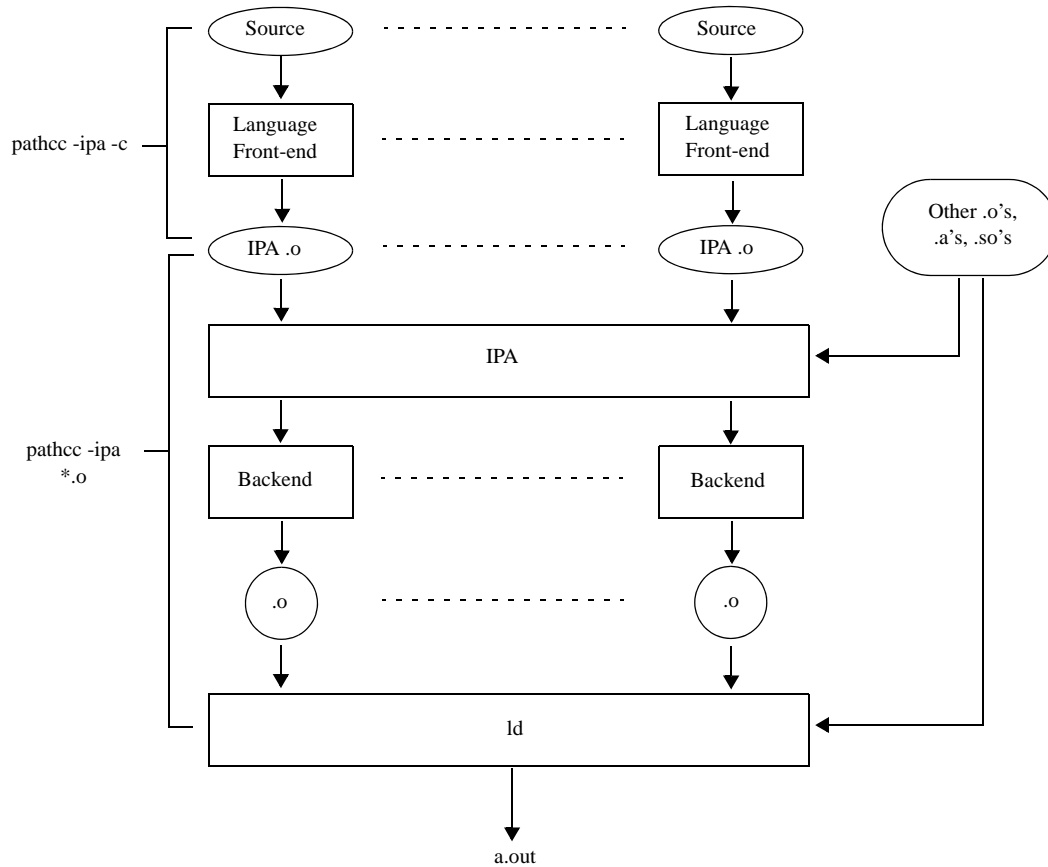 Source
Source
pathcc -ipa -c
Language
Front-end
Language
Front-end
IPA .o
IPA .o
Other .o’s,
.a’s, .so’s
IPA
pathcc -ipa
*.o
Backend
Backend
.o
.o
ld
a.out